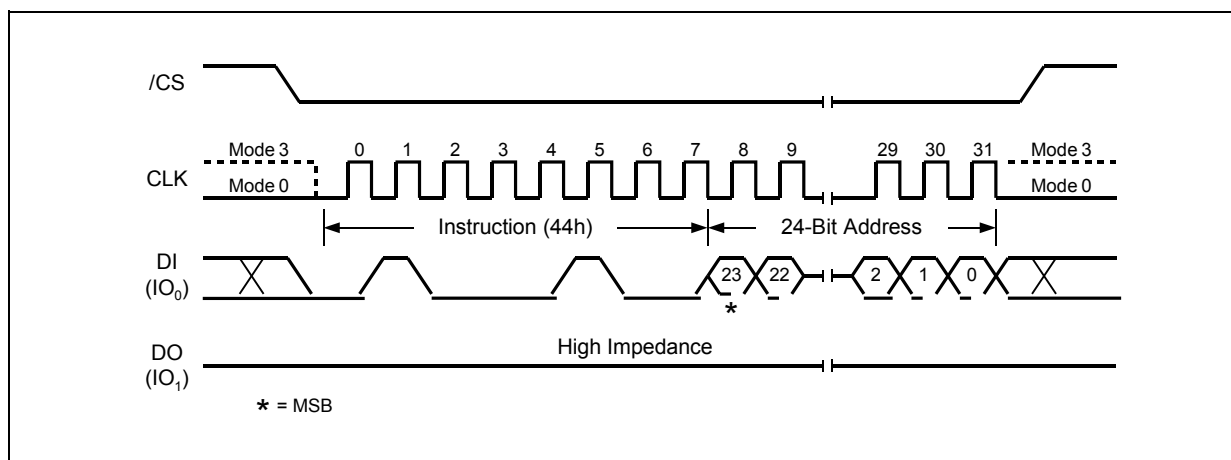 /CS
Mode 3 0 1 2 3 4 5 6 7 8 9 29 30 31 Mode 3
CLK Mode 0 Mode 0
Instruction (44h) 24-Bit Address
DI
(IO0) 23 22 2 1 0
*
DO High Impedance
(IO1)
* = MSB